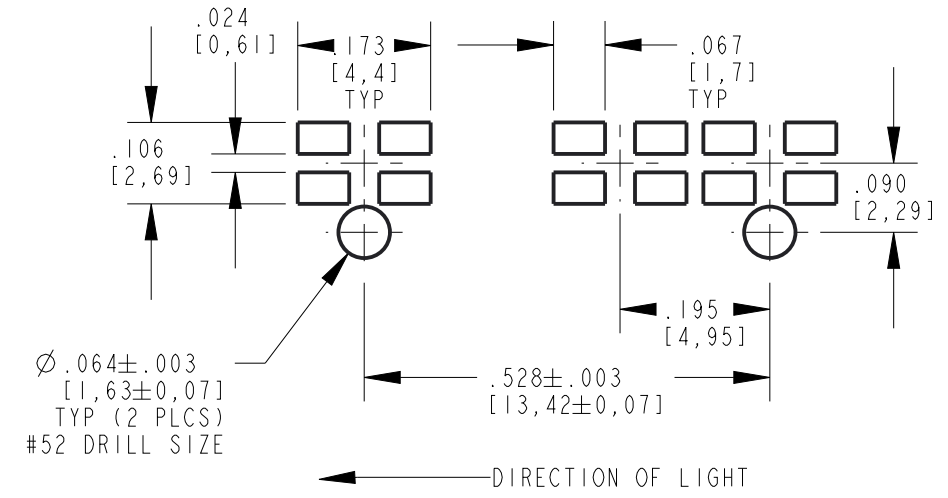 .024
[0,61]
.173
[4,4]
TYP
.067
[1,7]
TYP
.106
[2,69]
.090
[2,29]
.195
[4,95]
Ø .064±.003
[1,63±0,07]
TYP (2 PLCS)
#52 DRILL SIZE
.528±.003
[13,42±0,07]
DIRECTION OF LIGHT